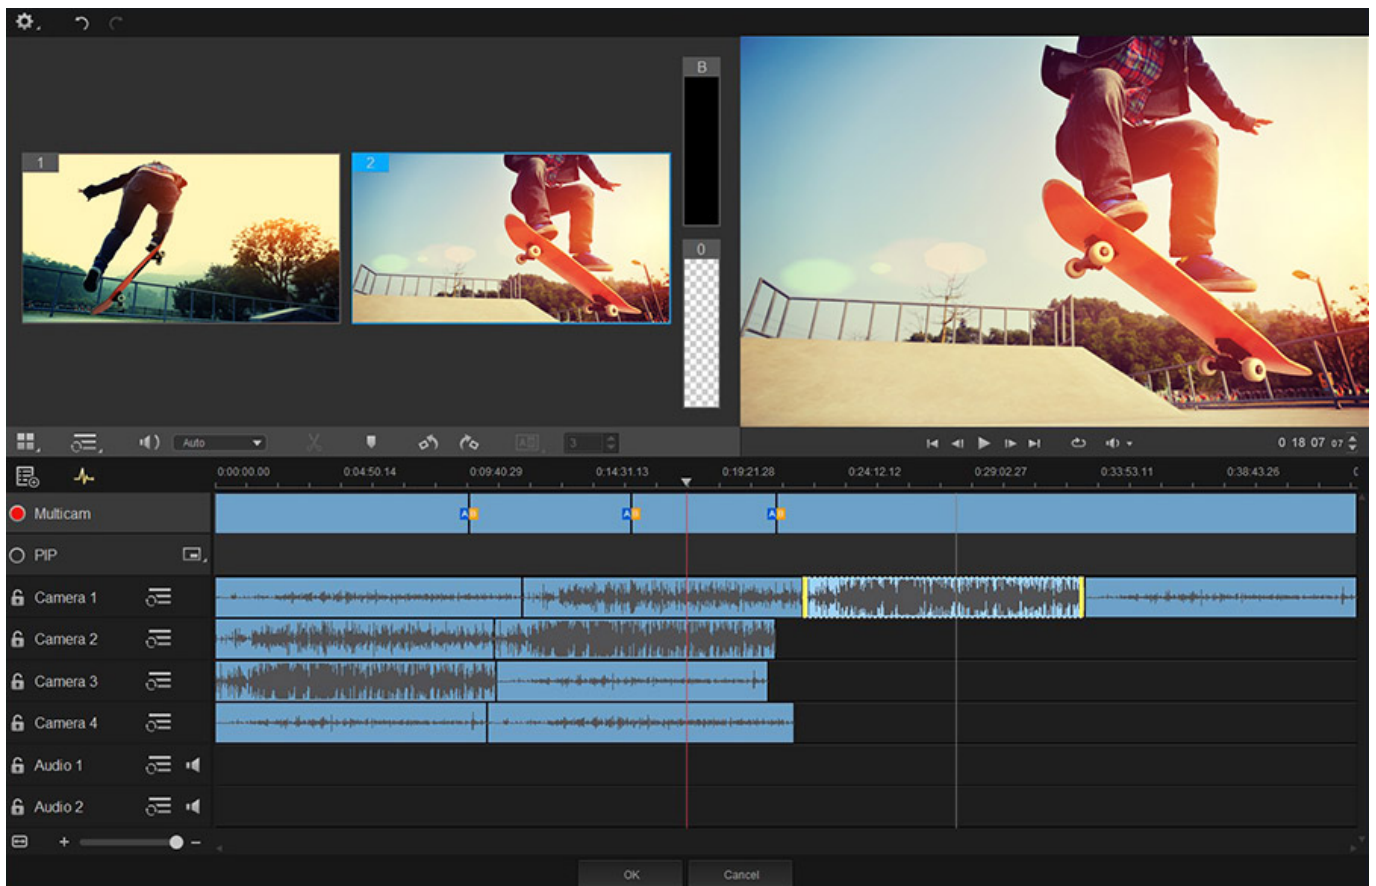 B
1
2
0
Auto
3
0 18 07 07
0:00:00.00 0:04:50.14 0:09:40.29 0:14:31.13 0:19:21.28 0:24:12.12 0:29:02.27 0:33:53.11 0:38:43.26
Multicam
A B A B A B
PIP
Camera 1
Camera 2
Camera 3
Camera 4
Audio 1
Audio 2
OK Cancel